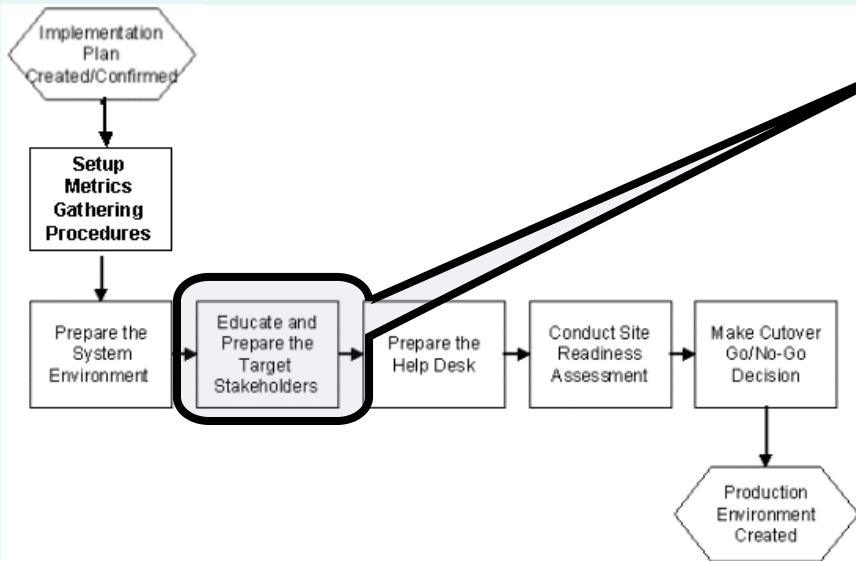 Implementation
Plan
Created/Confirmed
Setup
Metrics
Gathering
Procedures
Prepare the
System
Environment
Educate and
Prepare the
Target
Stakeholders
Prepare the
Help Desk
Conduct Site
Readiness
Assessment
Make Cutover
Go/No-Go
Decision
Production
Environment
Created